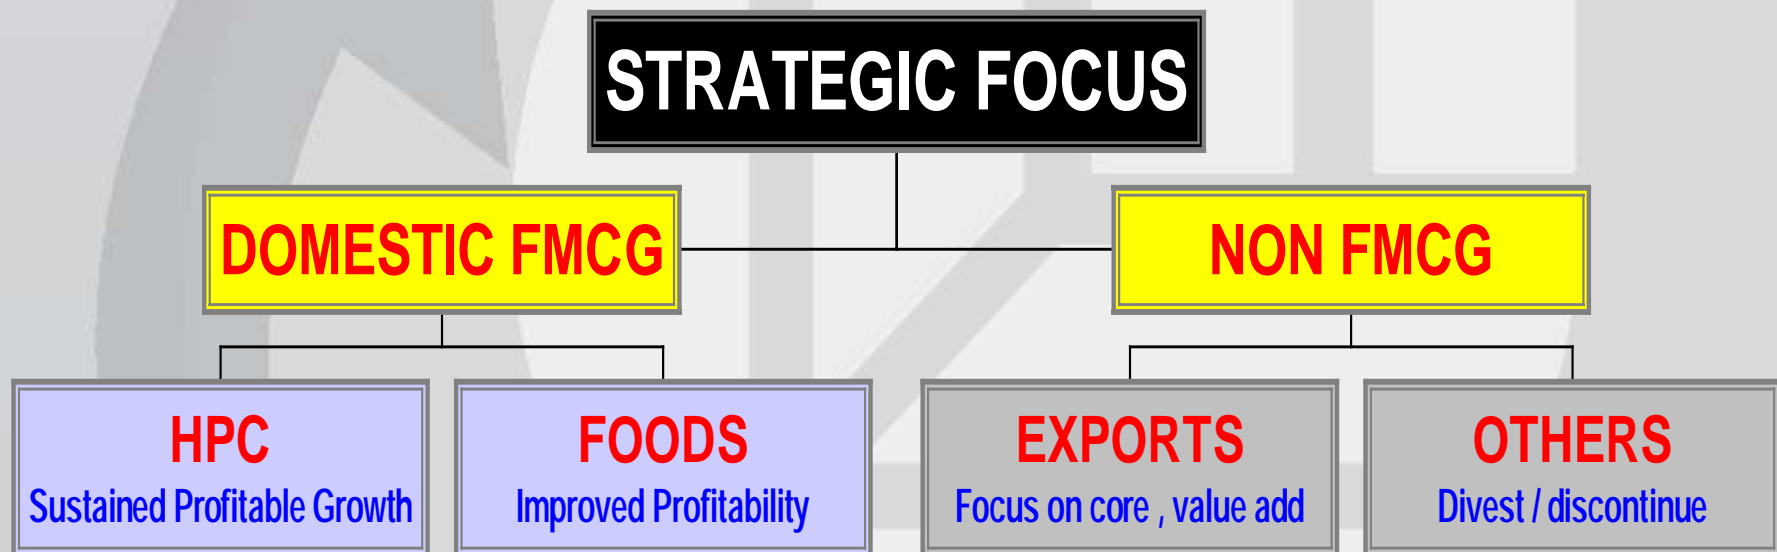 STRATEGIC FOCUS
DOMESTIC FMCG
NON FMCG
HPC
Sustained Profitable Growth
FOODS
Improved Profitability
EXPORTS
Focus on core , value add
OTHERS
Divest / discontinue